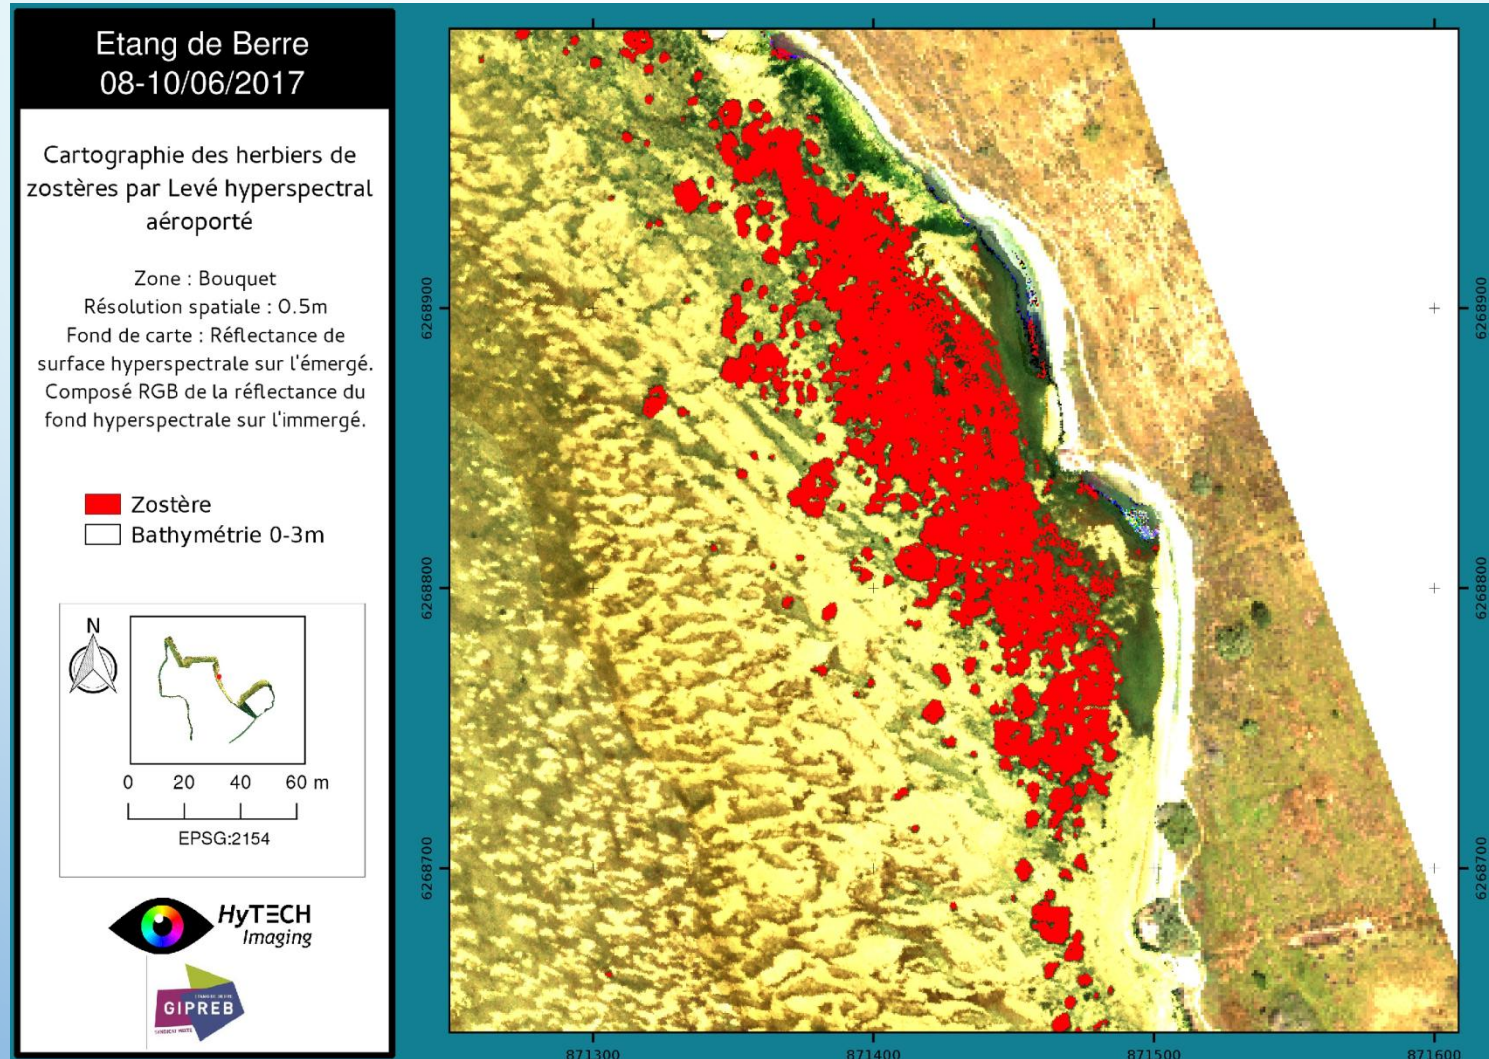 Etang de Berre
08-10/06/2017
Cartographie des herbiers de
zostères par Levé hyperspectral
aéroporté
Zone : Bouquet
Résolution spatiale : 0.5m
Fond de carte : Réflectance de
surface hyperspectrale sur l'émergé.
Composé RGB de la réflectance du
fond hyperspectrale sur l'immergé.
Zostère
Bathymétrie 0-3m
N
0 20 40 60 m
EPSG:2154
HyTECH
Imaging
GIPREB
6268900
6268800
6268700
6268900
6268800
6268700
871300 871400 871500 871600